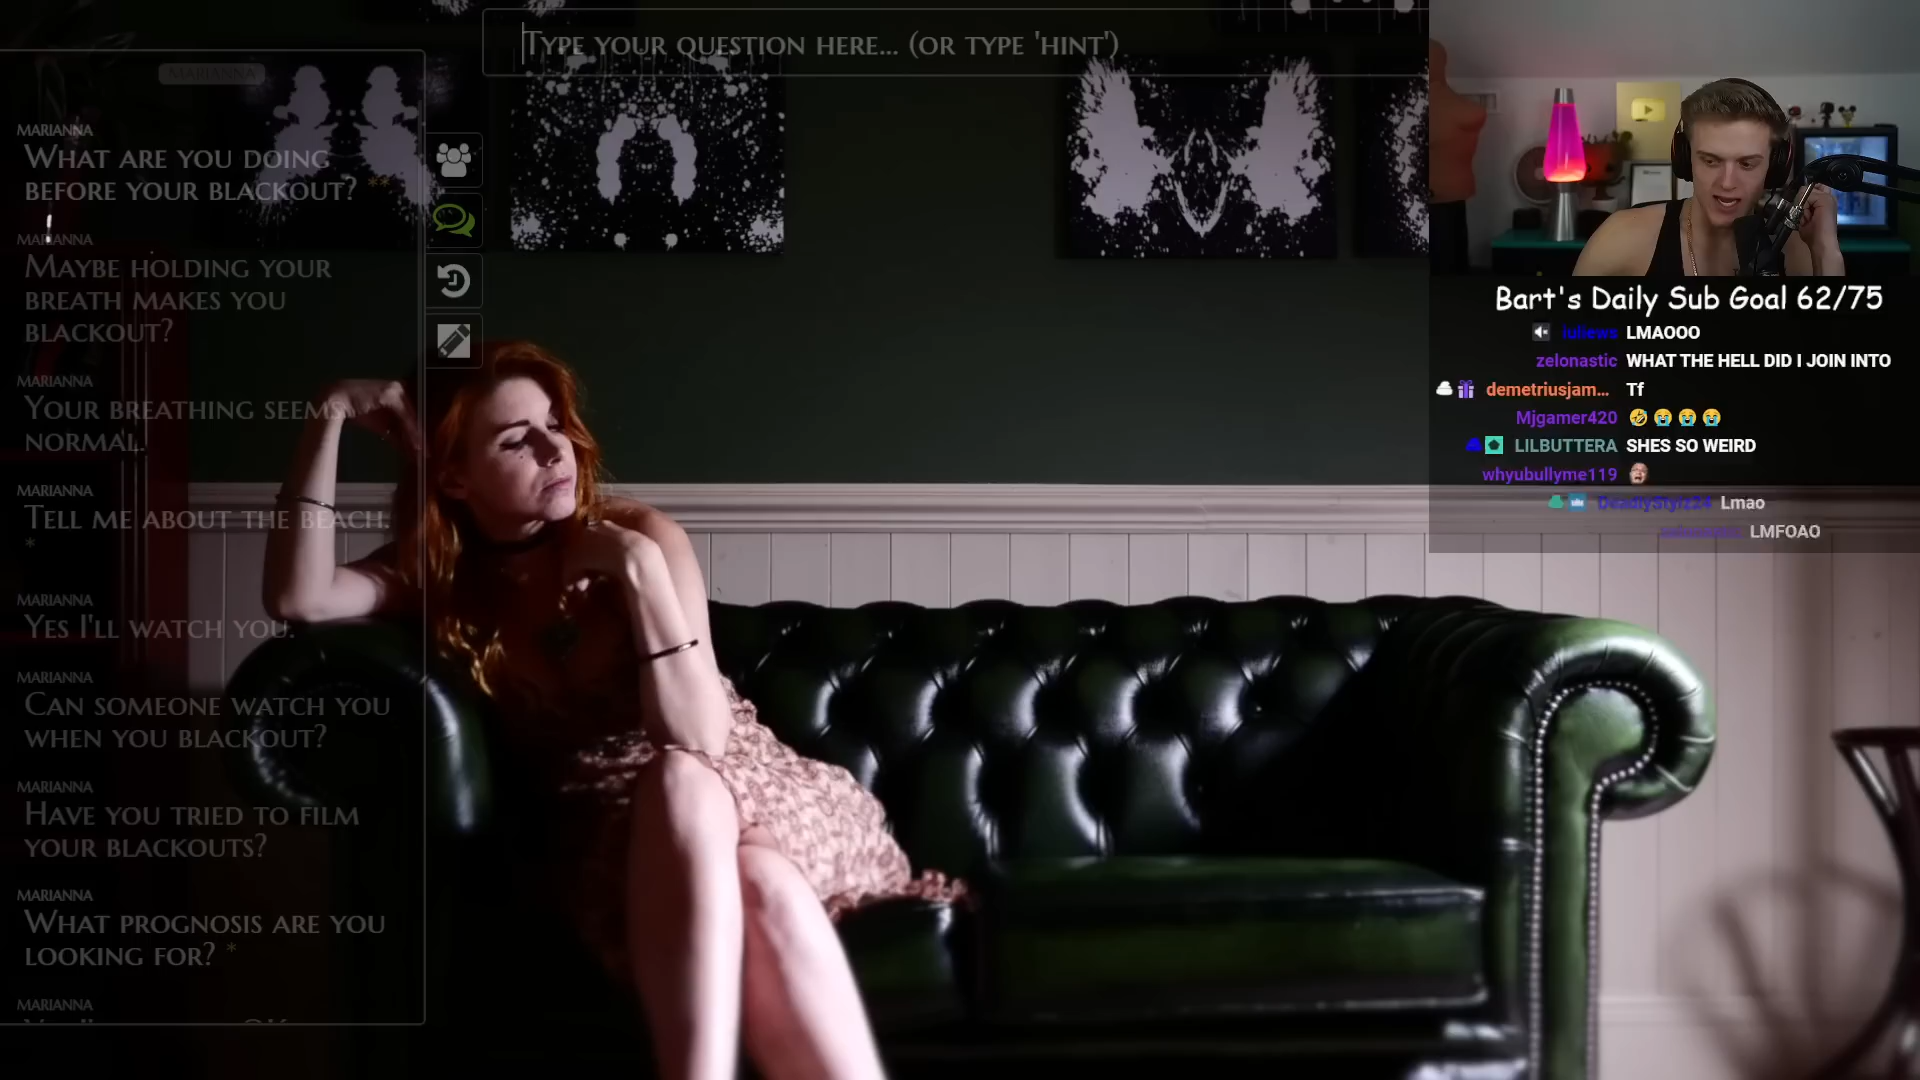 Type your question here... (or type 'hint')
Marianna
Marianna
What are you doing
before your blackout? **
Marianna
Maybe holding your
breath makes you
blackout?
Marianna
Your breathing seems
normal.
Marianna
Tell me about the beach.
*
Marianna
Yes I'll watch you.
Marianna
Can someone watch you
when you blackout?
Marianna
Have you tried to film
your blackouts?
Marianna
What prognosis are you
looking for? *
Marianna
Bart's Daily Sub Goal 62/75
LMAOOO
zelonastic WHAT THE HELL DID I JOIN INTO
demetriusjam... Tf
Mjgamer420 🤣😭😭😭
LILBUTTERA SHES SO WEIRD
whyubullyme119
DeadlyStylz24 Lmao
LMFOAO